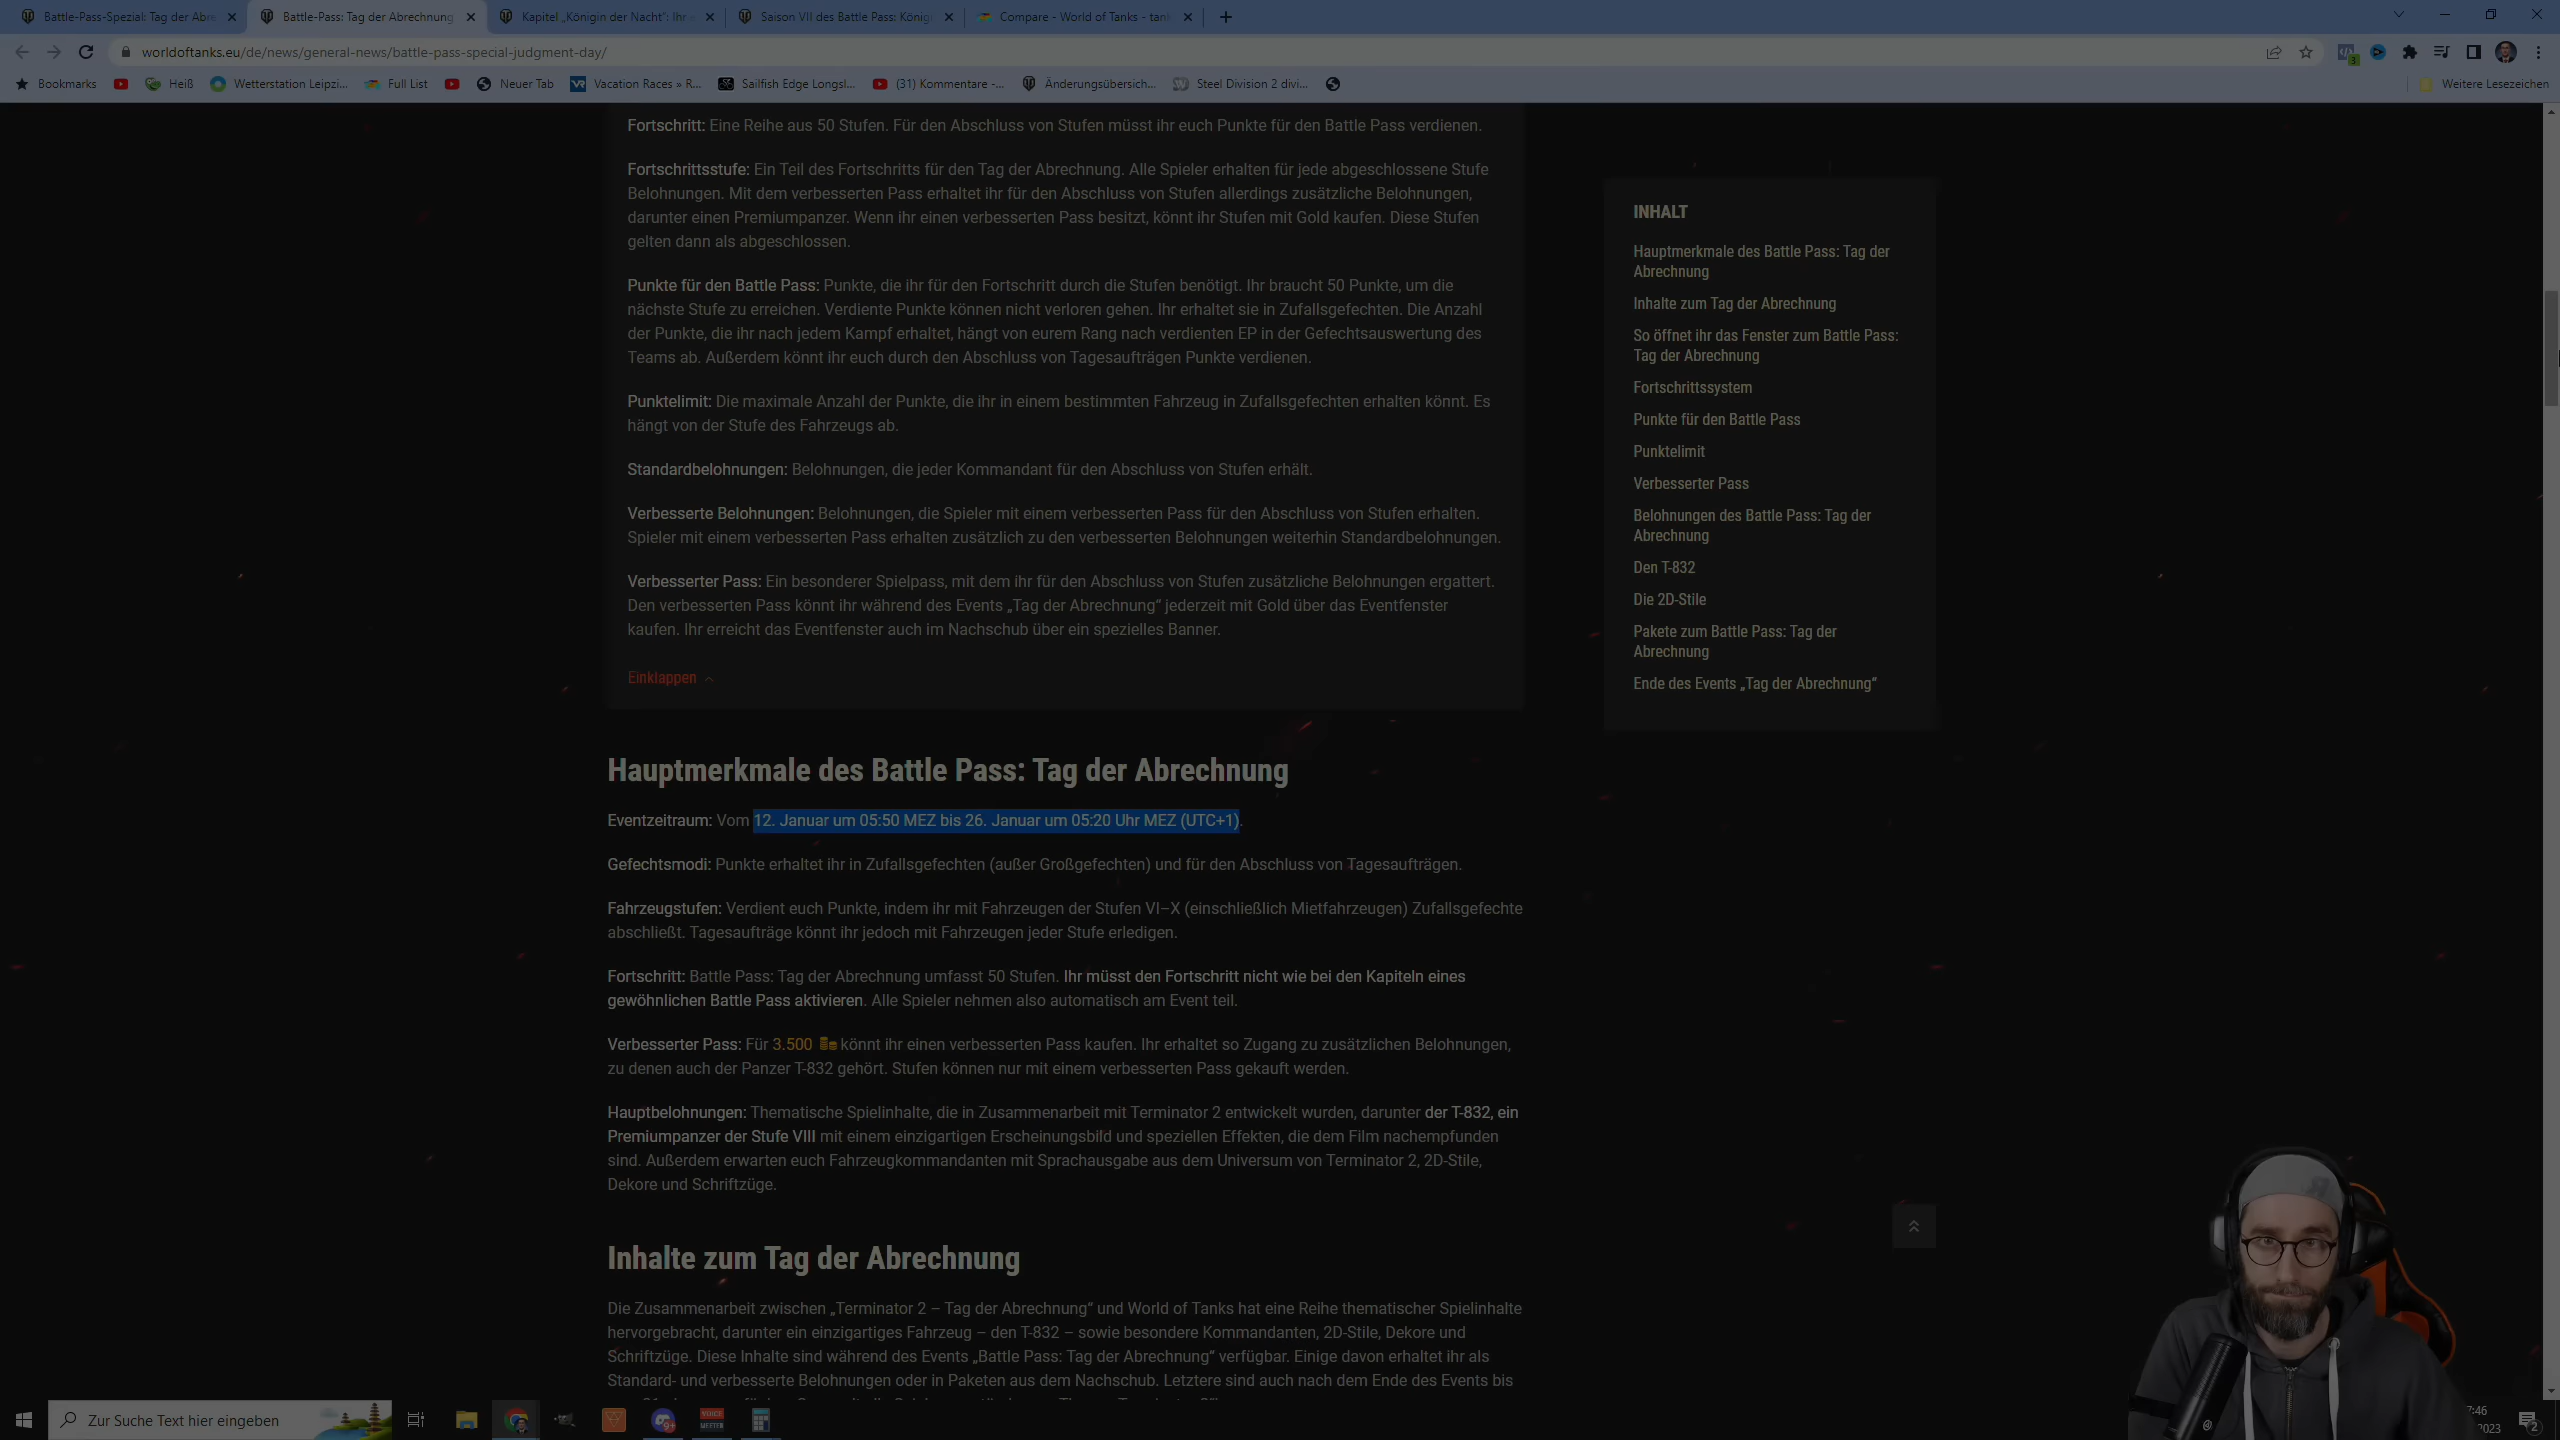 Battle-Pass-Spezial: Tag der Abre
Battle-Pass: Tag der Abrechnung
Kapitel „Königin der Nacht“: Ihr
Saison VII des Battle Pass: König
Compare - World of Tanks - tank
worldoftanks.eu/de/news/general-news/battle-pass-special-judgment-day/
3
Bookmarks
Heiß
Wetterstation Leipzi...
Full List
Neuer Tab
Vacation Races » R...
Sailfish Edge Longsl...
(31) Kommentare -...
Änderungsübersich...
Steel Division 2 divi...
Weitere Lesezeichen
Fortschritt: Eine Reihe aus 50 Stufen. Für den Abschluss von Stufen müsst ihr euch Punkte für den Battle Pass verdienen.
Fortschrittsstufe: Ein Teil des Fortschritts für den Tag der Abrechnung. Alle Spieler erhalten für jede abgeschlossene Stufe
Belohnungen. Mit dem verbesserten Pass erhaltet ihr für den Abschluss von Stufen allerdings zusätzliche Belohnungen,
darunter einen Premiumpanzer. Wenn ihr einen verbesserten Pass besitzt, könnt ihr Stufen mit Gold kaufen. Diese Stufen
gelten dann als abgeschlossen.
Punkte für den Battle Pass: Punkte, die ihr für den Fortschritt durch die Stufen benötigt. Ihr braucht 50 Punkte, um die
nächste Stufe zu erreichen. Verdiente Punkte können nicht verloren gehen. Ihr erhaltet sie in Zufallsgefechten. Die Anzahl
der Punkte, die ihr nach jedem Kampf erhaltet, hängt von eurem Rang nach verdienten EP in der Gefechtsauswertung des
Teams ab. Außerdem könnt ihr euch durch den Abschluss von Tagesaufträgen Punkte verdienen.
Punktelimit: Die maximale Anzahl der Punkte, die ihr in einem bestimmten Fahrzeug in Zufallsgefechten erhalten könnt. Es
hängt von der Stufe des Fahrzeugs ab.
Standardbelohnungen: Belohnungen, die jeder Kommandant für den Abschluss von Stufen erhält.
Verbesserte Belohnungen: Belohnungen, die Spieler mit einem verbesserten Pass für den Abschluss von Stufen erhalten.
Spieler mit einem verbesserten Pass erhalten zusätzlich zu den verbesserten Belohnungen weiterhin Standardbelohnungen.
Verbesserter Pass: Ein besonderer Spielpass, mit dem ihr für den Abschluss von Stufen zusätzliche Belohnungen ergattert.
Den verbesserten Pass könnt ihr während des Events „Tag der Abrechnung“ jederzeit mit Gold über das Eventfenster
kaufen. Ihr erreicht das Eventfenster auch im Nachschub über ein spezielles Banner.
Einklappen
Hauptmerkmale des Battle Pass: Tag der Abrechnung
Eventzeitraum: Vom 12. Januar um 05:50 MEZ bis 26. Januar um 05:20 Uhr MEZ (UTC+1).
Gefechtsmodi: Punkte erhaltet ihr in Zufallsgefechten (außer Großgefechten) und für den Abschluss von Tagesaufträgen.
Fahrzeugstufen: Verdient euch Punkte, indem ihr mit Fahrzeugen der Stufen VI–X (einschließlich Mietfahrzeugen) Zufallsgefechte
abschließt. Tagesaufträge könnt ihr jedoch mit Fahrzeugen jeder Stufe erledigen.
Fortschritt: Battle Pass: Tag der Abrechnung umfasst 50 Stufen. Ihr müsst den Fortschritt nicht wie bei den Kapiteln eines
gewöhnlichen Battle Pass aktivieren. Alle Spieler nehmen also automatisch am Event teil.
Verbesserter Pass: Für 3.500 könnt ihr einen verbesserten Pass kaufen. Ihr erhaltet so Zugang zu zusätzlichen Belohnungen,
zu denen auch der Panzer T-832 gehört. Stufen können nur mit einem verbesserten Pass gekauft werden.
Hauptbelohnungen: Thematische Spielinhalte, die in Zusammenarbeit mit Terminator 2 entwickelt wurden, darunter der T-832, ein
Premiumpanzer der Stufe VIII mit einem einzigartigen Erscheinungsbild und speziellen Effekten, die dem Film nachempfunden
sind. Außerdem erwarten euch Fahrzeugkommandanten mit Sprachausgabe aus dem Universum von Terminator 2, 2D-Stile,
Dekore und Schriftzüge.
Inhalte zum Tag der Abrechnung
Die Zusammenarbeit zwischen „Terminator 2 – Tag der Abrechnung“ und World of Tanks hat eine Reihe thematischer Spielinhalte
hervorgebracht, darunter ein einzigartiges Fahrzeug – den T-832 – sowie besondere Kommandanten, 2D-Stile, Dekore und
Schriftzüge. Diese Inhalte sind während des Events „Battle Pass: Tag der Abrechnung“ verfügbar. Einige davon erhaltet ihr als
Standard- und verbesserte Belohnungen oder in Paketen aus dem Nachschub. Letztere sind auch nach dem Ende des Events bis
INHALT
Hauptmerkmale des Battle Pass: Tag der
Abrechnung
Inhalte zum Tag der Abrechnung
So öffnet ihr das Fenster zum Battle Pass:
Tag der Abrechnung
Fortschrittssystem
Punkte für den Battle Pass
Punktelimit
Verbesserter Pass
Belohnungen des Battle Pass: Tag der
Abrechnung
Den T-832
Die 2D-Stile
Pakete zum Battle Pass: Tag der
Abrechnung
Ende des Events „Tag der Abrechnung“
Zur Suche Text hier eingeben
9+
VOICE
MEETER
7:46
2023
2